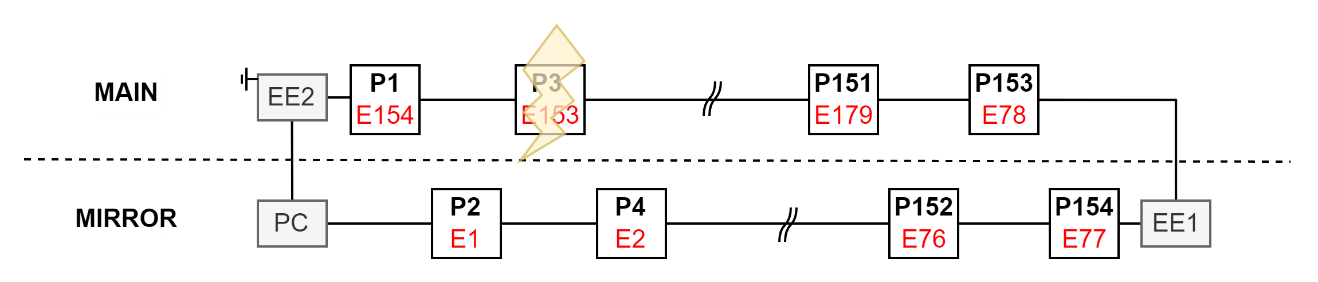 MAIN
EE2
P1
E154
P3
E153
P151
E179
P153
E78
MIRROR
PC
P2
E1
P4
E2
P152
E76
P154
E77
EE1